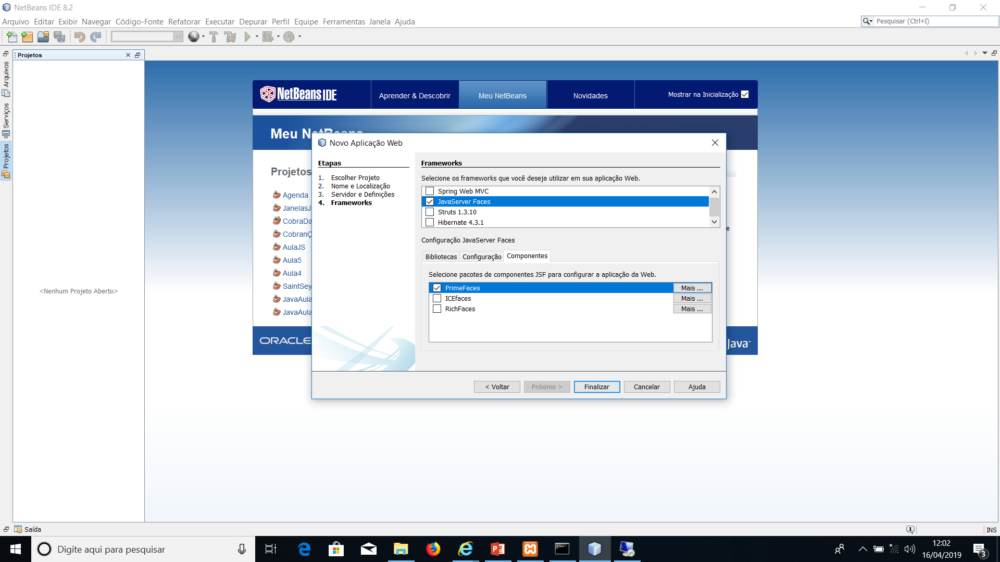 NetBeans IDE 8.2
Arquivo Editar Exibir Navegar Código-Fonte Refatorar Executar Depurar Perfil Equipe Ferramentas Janela Ajuda
Pesquisar (Ctrl+I)
Projetos
Arquivos
Serviços
Projetos
<Nenhum Projeto Aberto>
NetBeans IDE
Aprender & Descobrir
Meu NetBeans
Novidades
Mostrar na Inicialização
Meu NetBeans
Projetos
Agenda
JanelasJ
CobraDa
CobranÇ
AulaJS
Aula5
Aula4
SaintSey
JavaAula
JavaAula
e
ORACLE
Java™
Novo Aplicação Web
Etapas
1. Escolher Projeto
2. Nome e Localização
3. Servidor e Definições
4. Frameworks
Frameworks
Selecione os frameworks que você deseja utilizar em sua aplicação Web.
Spring Web MVC
JavaServer Faces
Struts 1.3.10
Hibernate 4.3.1
Configuração JavaServer Faces
Bibliotecas Configuração Componentes
Selecione pacotes de componentes JSF para configurar a aplicação da Web.
PrimeFaces Mais ...
ICEfaces Mais ...
RichFaces Mais ...
< Voltar Próximo > Finalizar Cancelar Ajuda
Saída
1
INS
Digite aqui para pesquisar
12:02
16/04/2019
3